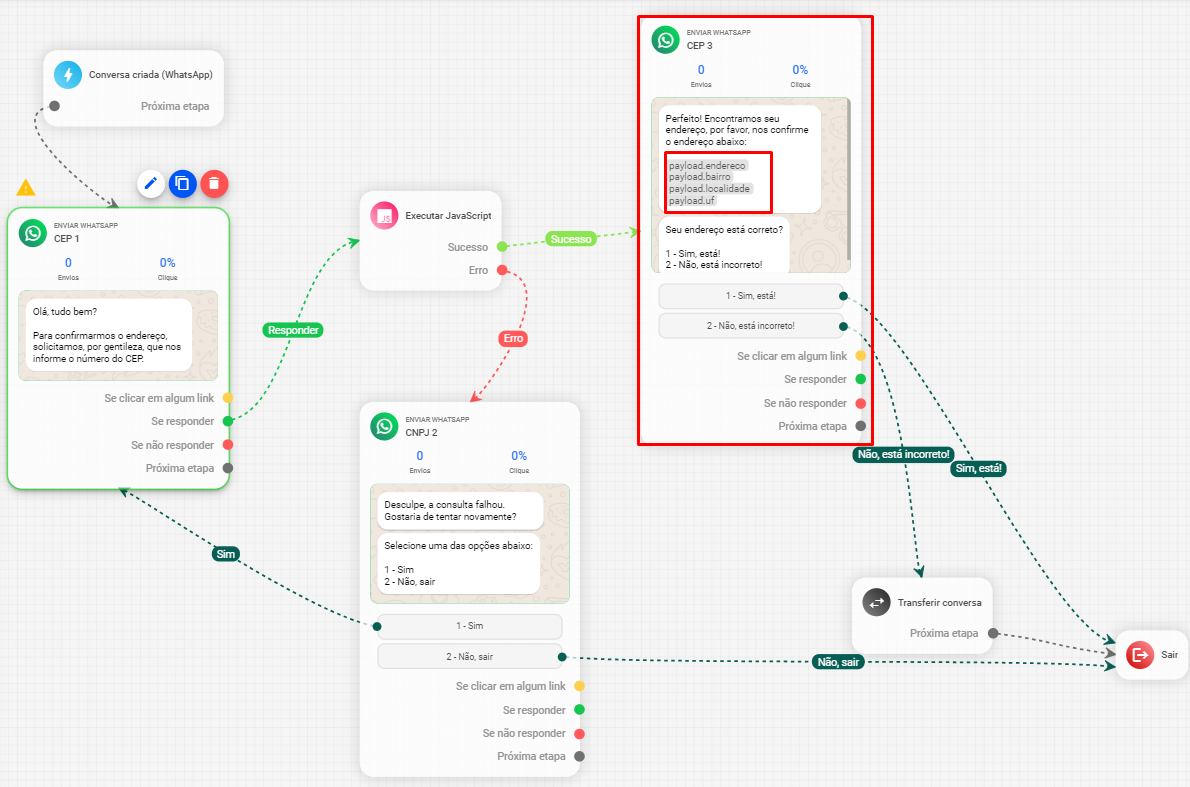 Conversa criada (WhatsApp)
Próxima etapa
ENVIAR WHATSAPP
CEP 1
0
0%
Envios
Clique
Olá, tudo bem?
Para confirmarmos o endereço,
solicitamos, por gentileza, que nos
informe o número do CEP.
Se clicar em algum link
Se responder
Se não responder
Próxima etapa
Responder
JS
Executar JavaScript
Sucesso
Erro
Sucesso
Erro
ENVIAR WHATSAPP
CEP 3
0
0%
Envios
Clique
Perfeito! Encontramos seu
endereço, por favor, nos confirme
o endereço abaixo:
payload.endereco
payload.bairro
payload.localidade
payload.uf
Seu endereço está correto?
1 - Sim, está!
2 - Não, está incorreto!
1 - Sim, está!
2 - Não, está incorreto!
Se clicar em algum link
Se responder
Se não responder
Próxima etapa
Não, está incorreto!
Sim, está!
ENVIAR WHATSAPP
CNPJ 2
0
0%
Envios
Clique
Desculpe, a consulta falhou.
Gostaria de tentar novamente?
Selecione uma das opções abaixo:
1 - Sim
2 - Não, sair
1 - Sim
2 - Não, sair
Se clicar em algum link
Se responder
Se não responder
Próxima etapa
Sim
Não, sair
Transferir conversa
Próxima etapa
Sair